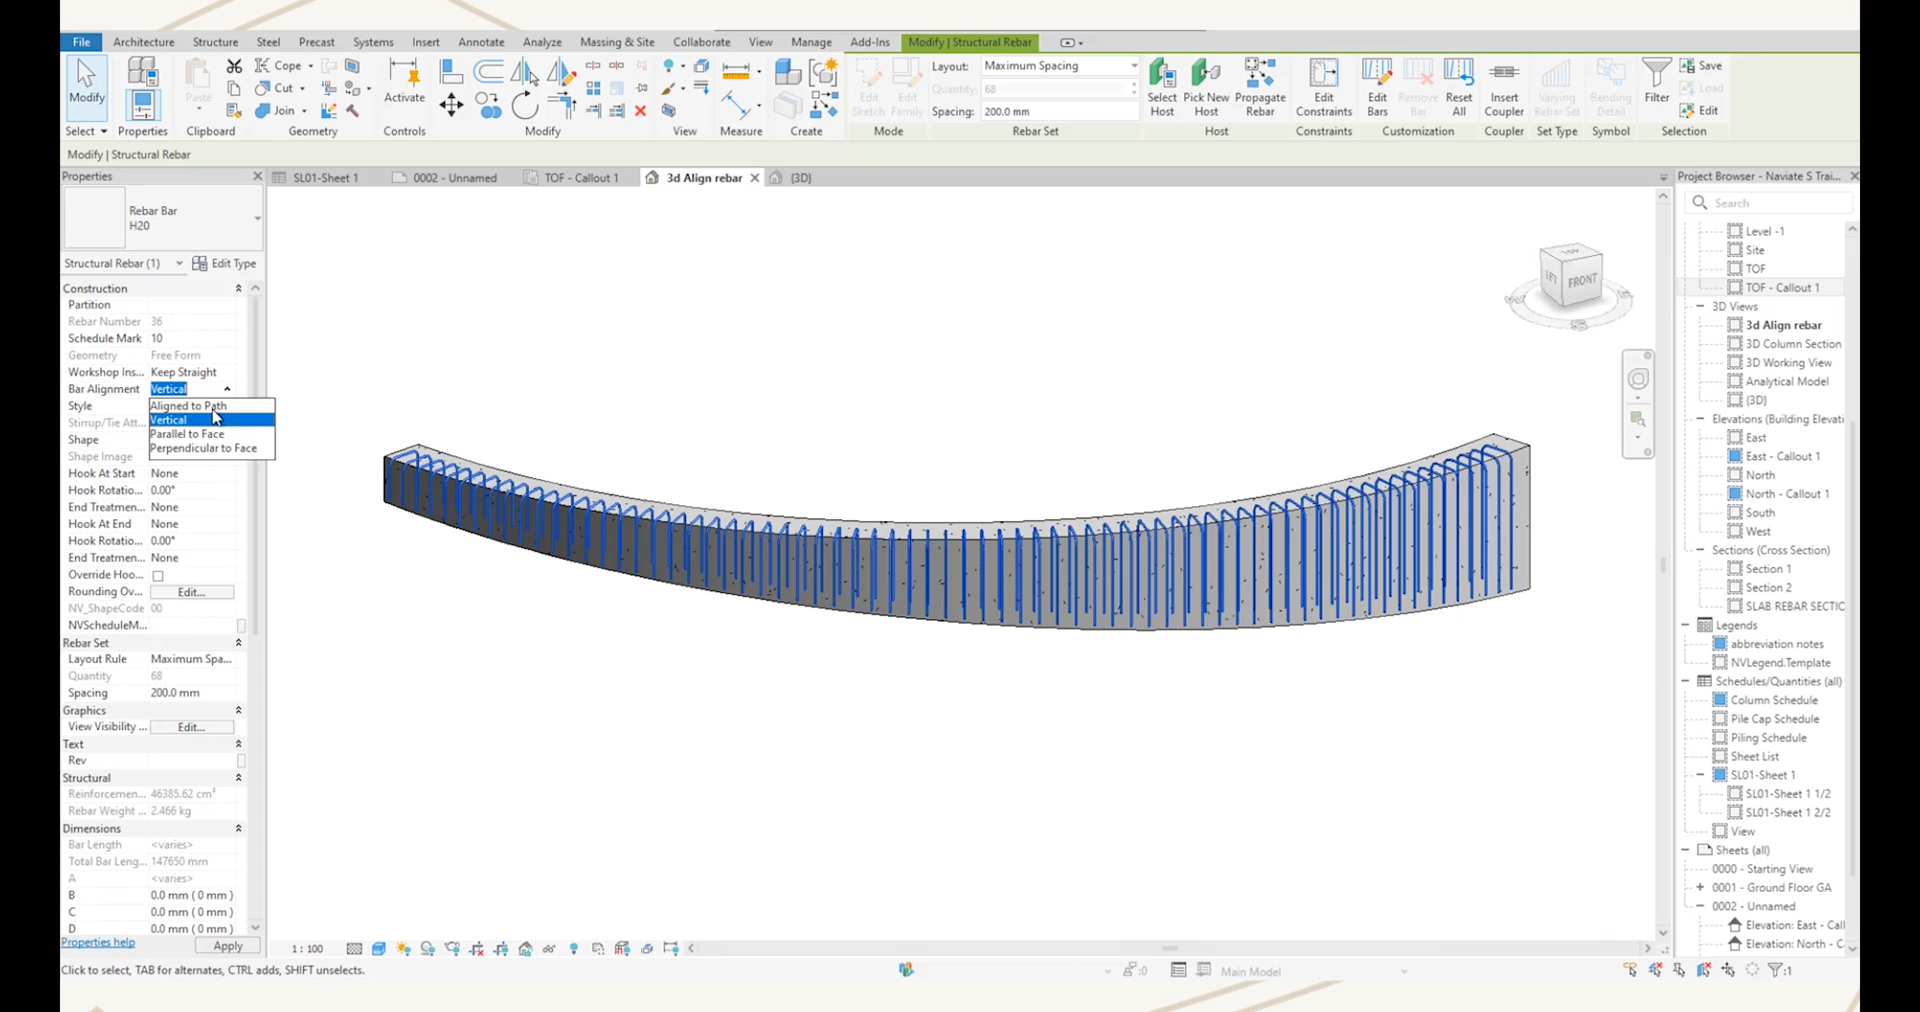 File Architecture Structure Steel Precast Systems Insert Annotate Analyze Massing & Site Collaborate View Manage Add-Ins Modify | Structural Rebar
Modify
Select
Properties
Paste
Clipboard
Cope
Cut
Join
Geometry
Activate
Controls
Modify
View
Measure
Create
Edit Sketch
Edit Family
Mode
Layout: Maximum Spacing
Quantity: 68
Spacing: 200.0 mm
Rebar Set
Select Host
Pick New Host
Propagate Rebar
Host
Edit Constraints
Constraints
Edit Bars
Remove Bar
Reset All
Customization
Insert Coupler
Coupler
Varying Rebar Set
Set Type
Bending Detail
Symbol
Filter
Save
Load
Edit
Selection
Modify | Structural Rebar
Properties
SL01-Sheet 1
0002 - Unnamed
TOF - Callout 1
3d Align rebar
{3D}
Project Browser - Naviate S Trai...
Rebar Bar
H20
Structural Rebar (1) Edit Type
Construction
Partition
Rebar Number 36
Schedule Mark 10
Geometry Free Form
Workshop Ins... Keep Straight
Bar Alignment Vertical
Style
Aligned to Path
Vertical
Parallel to Face
Perpendicular to Face
Stirrup/Tie Att...
Shape
Shape Image
Hook At Start None
Hook Rotatio... 0.00°
End Treatmen... None
Hook At End None
Hook Rotatio... 0.00°
End Treatmen... None
Override Hoo...
Rounding Ov... Edit...
NV_ShapeCode 00
NVScheduleM...
Rebar Set
Layout Rule Maximum Spa...
Quantity 68
Spacing 200.0 mm
Graphics
View Visibility ... Edit...
Text
Rev
Structural
Reinforcemen... 46385.62 cm³
Rebar Weight ... 2.466 kg
Dimensions
Bar Length <varies>
Total Bar Leng... 147650 mm
A <varies>
B 0.0 mm ( 0 mm )
C 0.0 mm ( 0 mm )
D 0.0 mm ( 0 mm )
Properties help Apply
TOP
LEFT
FRONT
Search
Level -1
Site
TOF
TOF - Callout 1
3D Views
3d Align rebar
3D Column Section
3D Working View
Analytical Model
{3D}
Elevations (Building Elevati
East
East - Callout 1
North
North - Callout 1
South
West
Sections (Cross Section)
Section 1
Section 2
SLAB REBAR SECTIC
Legends
abbreviation notes
NVLegend.Template
Schedules/Quantities (all)
Column Schedule
Pile Cap Schedule
Piling Schedule
Sheet List
SL01-Sheet 1
SL01-Sheet 1 1/2
SL01-Sheet 1 2/2
View
Sheets (all)
0000 - Starting View
0001 - Ground Floor GA
0002 - Unnamed
Elevation: East - Call
Elevation: North - C
1 : 100
Click to select, TAB for alternates, CTRL adds, SHIFT unselects.
:0
Main Model
:1